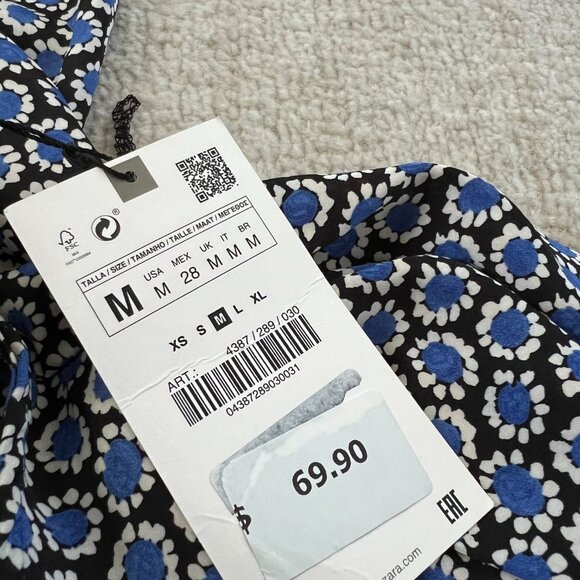 FSC
MIX
TALLA / SIZE / TAMANHO / TAILLE / MAAT / ΜΕΓΕΘΟΣ
M
USA MEX UK IT BR
M 28 M M M
XS S M L XL
ART.: 4387 / 289 / 030
04387289030031
69.90
$
EAC
zara.com